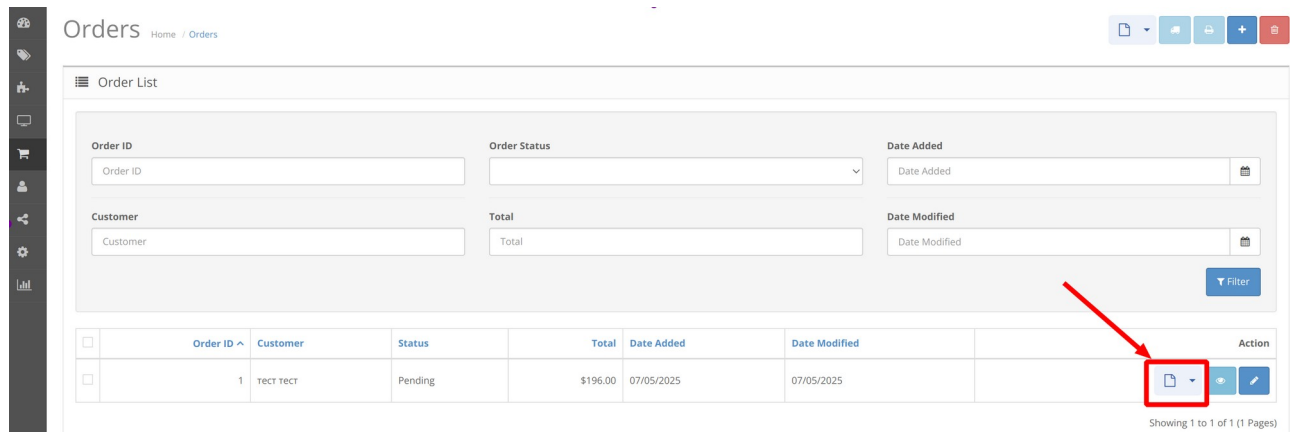 Orders Home / Orders
Order List
Order ID Order Status Date Added
Order ID Date Added
Customer Total Date Modified
Customer Total Date Modified
Filter
Order ID Customer Status Total Date Added Date Modified Action
1 тест тест Pending $196.00 07/05/2025 07/05/2025
Showing 1 to 1 of 1 (1 Pages)